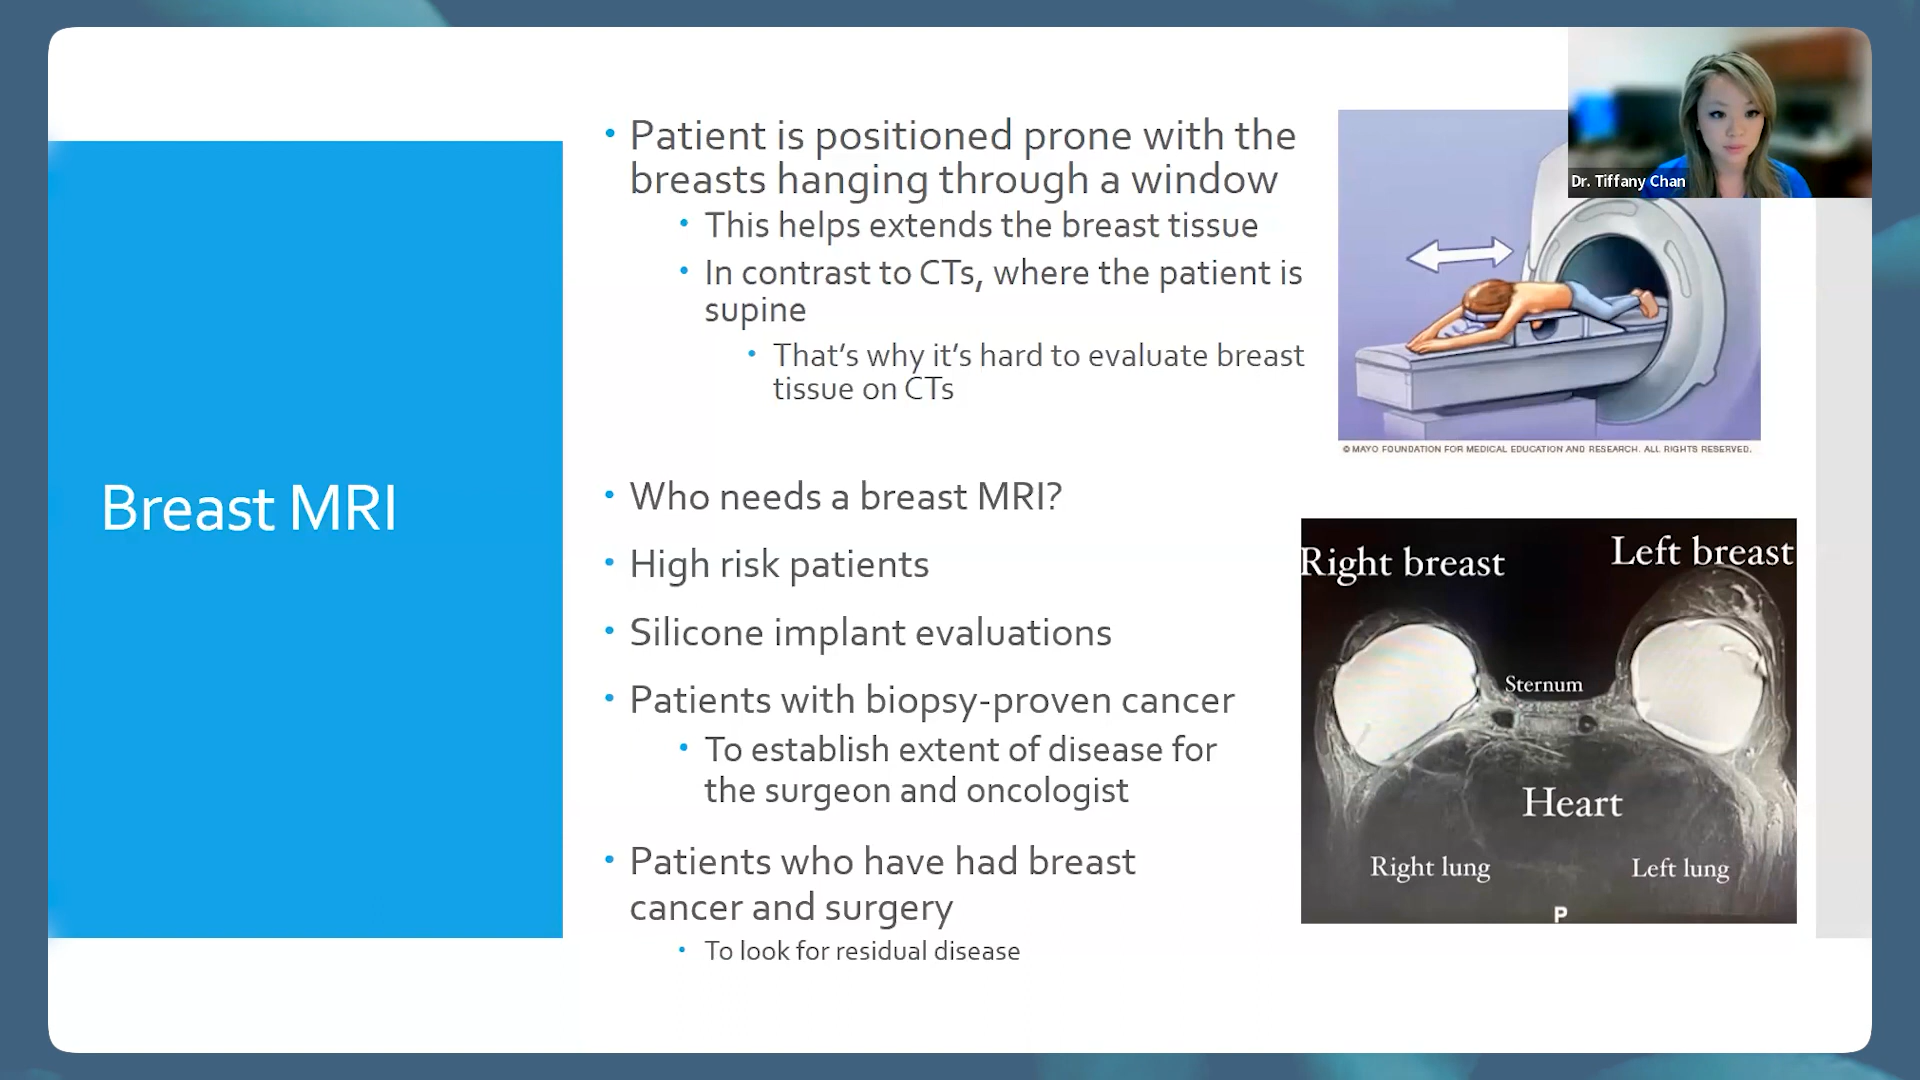 Breast MRI
Patient is positioned prone with the
breasts hanging through a window
This helps extends the breast tissue
In contrast to CTs, where the patient is
supine
That's why it's hard to evaluate breast
tissue on CTs
Who needs a breast MRI?
High risk patients
Silicone implant evaluations
Patients with biopsy-proven cancer
To establish extent of disease for
the surgeon and oncologist
Patients who have had breast
cancer and surgery
To look for residual disease
Dr. Tiffany Chan
© MAYO FOUNDATION FOR MEDICAL EDUCATION AND RESEARCH. ALL RIGHTS RESERVED.
Right breast
Left breast
Sternum
Heart
Right lung
Left lung
P